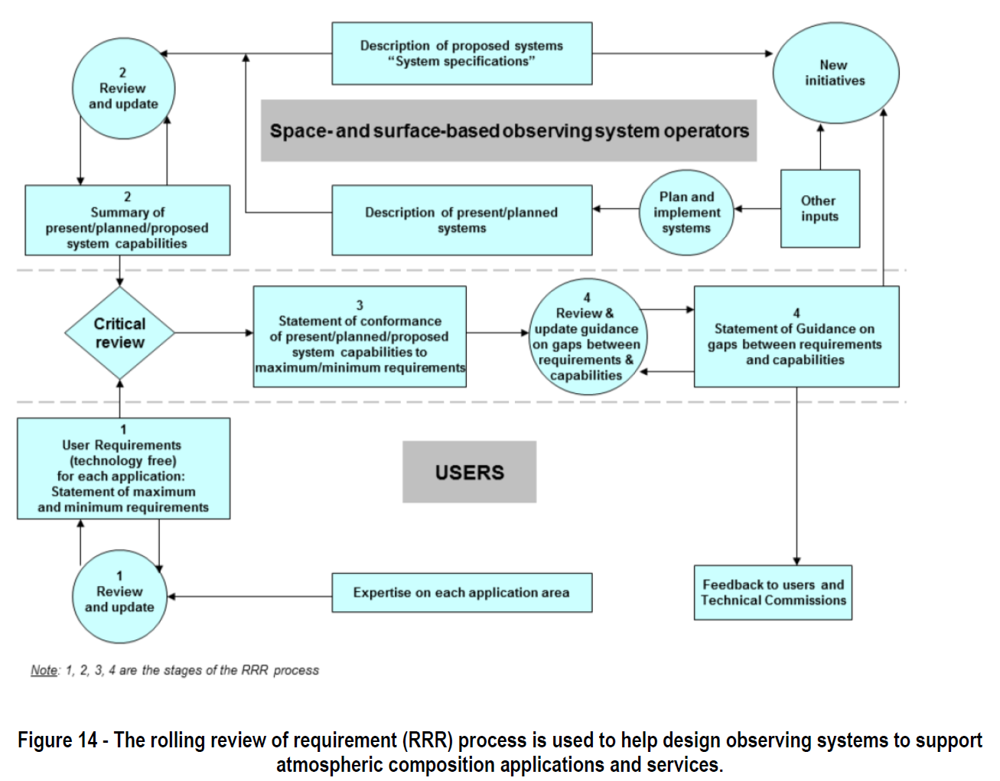 Description of proposed systems
“System specifications”
New
initiatives
2
Review
and update
Space- and surface-based observing system operators
2
Summary of
present/planned/proposed
system capabilities
Description of present/planned
systems
Plan and
implement
systems
Other
inputs
Critical
review
3
Statement of conformance
of present/planned/proposed
system capabilities to
maximum/minimum requirements
4
Review &
update guidance
on gaps between
requirements &
capabilities
4
Statement of Guidance on
gaps between requirements
and capabilities
1
User Requirements
(technology free)
for each application:
Statement of maximum
and minimum requirements
USERS
1
Review
and update
Expertise on each application area
Feedback to users and
Technical Commissions
Note: 1, 2, 3, 4 are the stages of the RRR process
Figure 14 - The rolling review of requirement (RRR) process is used to help design observing systems to support
atmospheric composition applications and services.